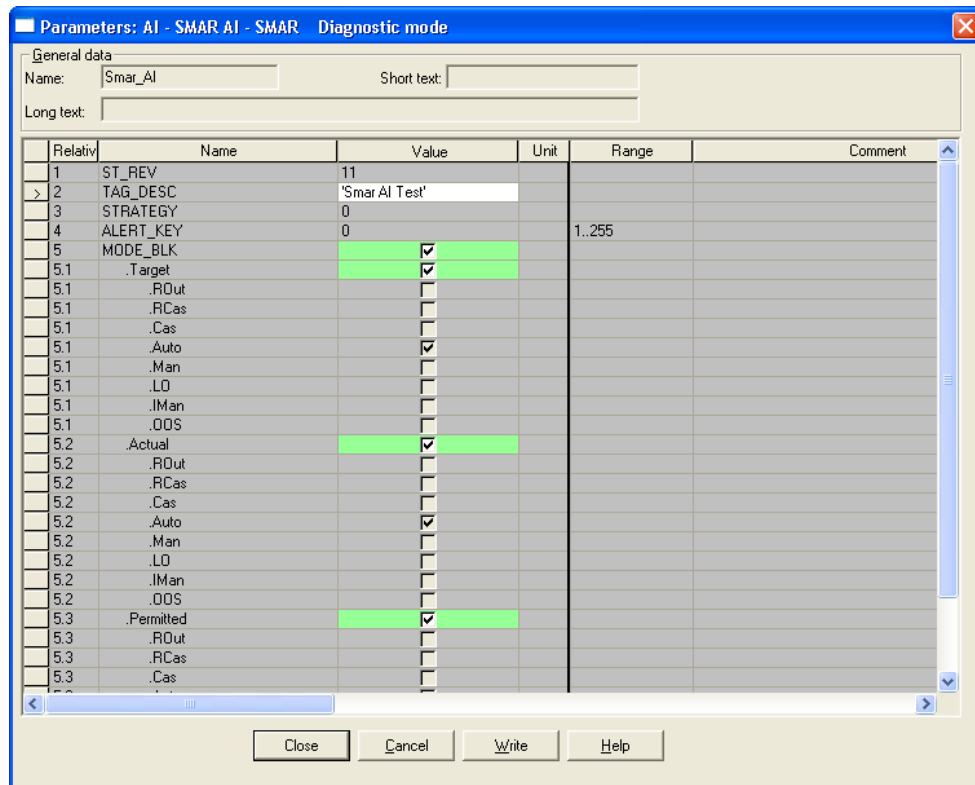 Parameters: AI - SMAR AI - SMAR Diagnostic mode
General data
Name: Smar_AI Short text:
Long text:
Relativ Name Value Unit Range Comment
1 ST_REV 11
> 2 TAG_DESC 'Smar AI Test'
3 STRATEGY 0
4 ALERT_KEY 0 1..255
5 MODE_BLK
5.1 .Target
5.1 .ROut
5.1 .RCas
5.1 .Cas
5.1 .Auto
5.1 .Man
5.1 .LO
5.1 .IMan
5.1 .OOS
5.2 .Actual
5.2 .ROut
5.2 .RCas
5.2 .Cas
5.2 .Auto
5.2 .Man
5.2 .LO
5.2 .IMan
5.2 .OOS
5.3 .Permitted
5.3 .ROut
5.3 .RCas
5.3 .Cas
Close Cancel Write Help